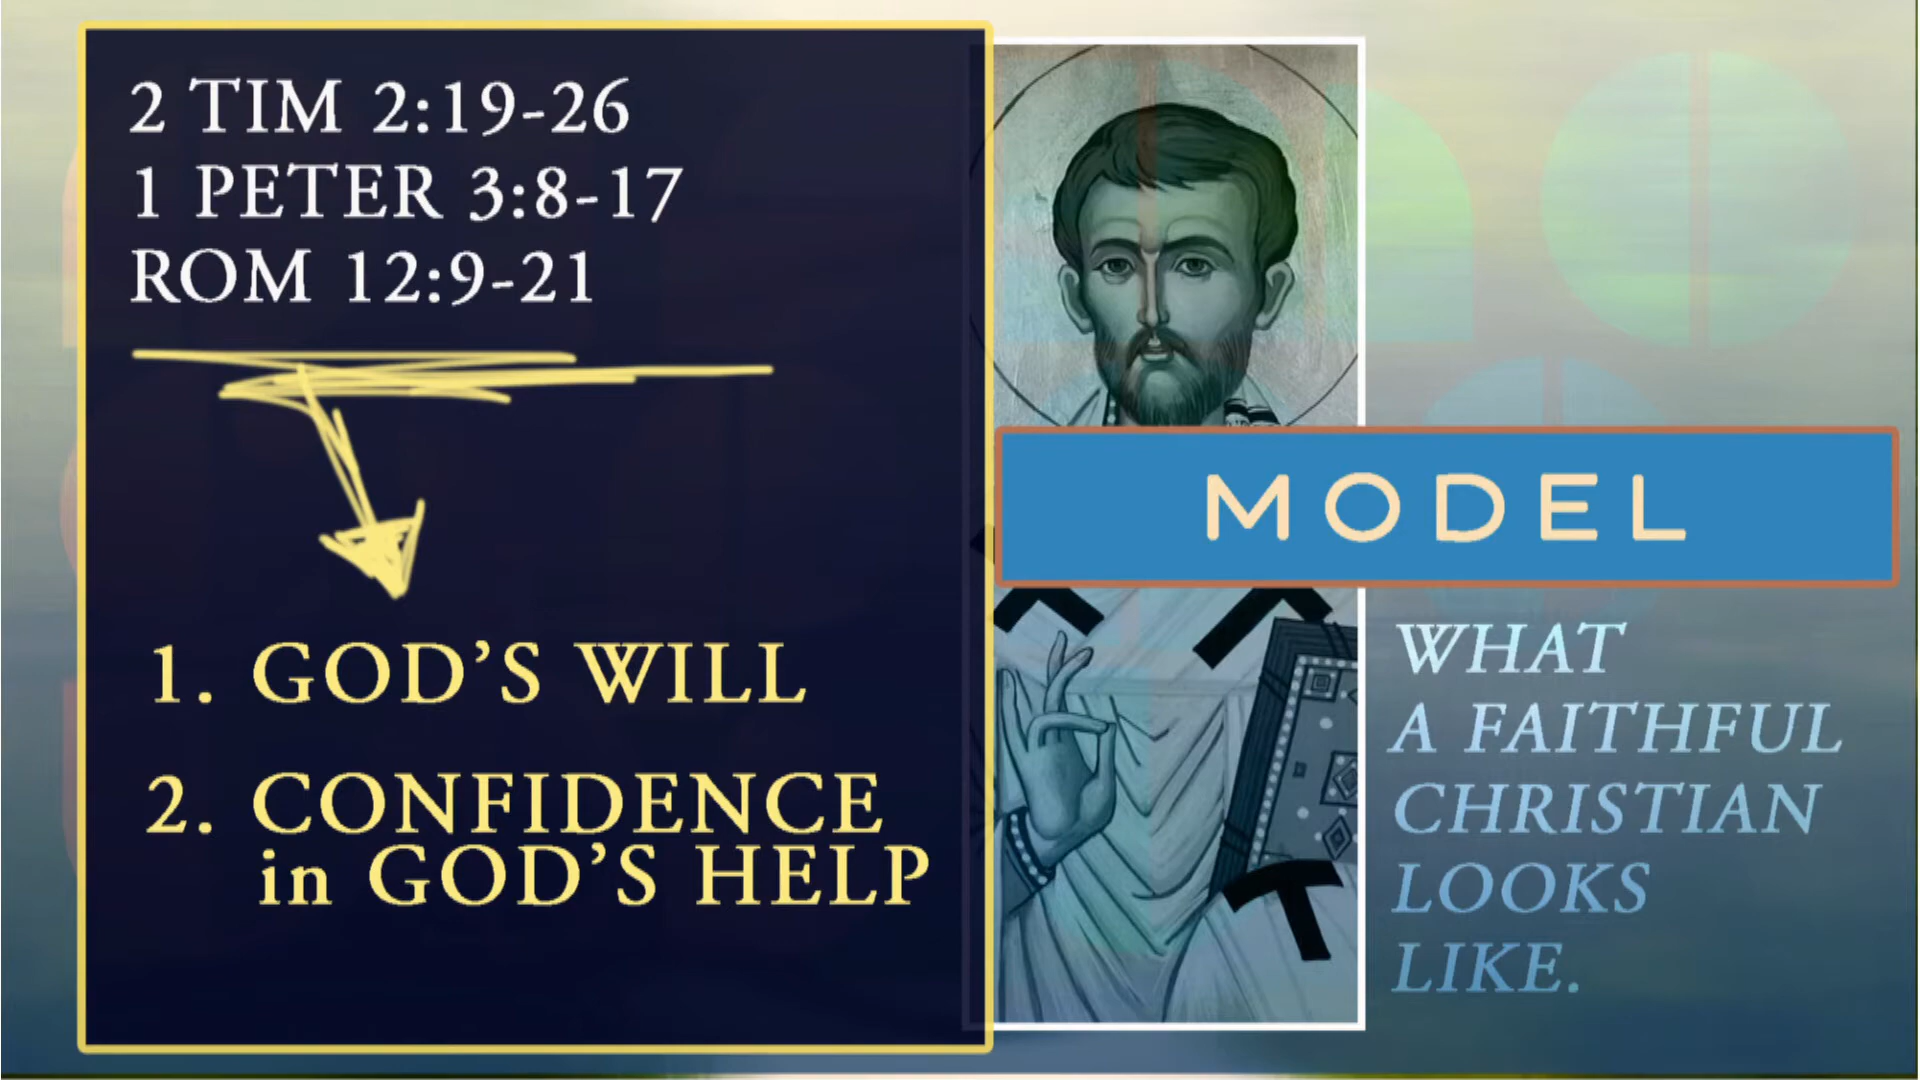 2 TIM 2:19-26
1 PETER 3:8-17
ROM 12:9-21
1. GOD'S WILL
2. CONFIDENCE
in GOD'S HELP
MODEL
WHAT
A FAITHFUL
CHRISTIAN
LOOKS
LIKE.